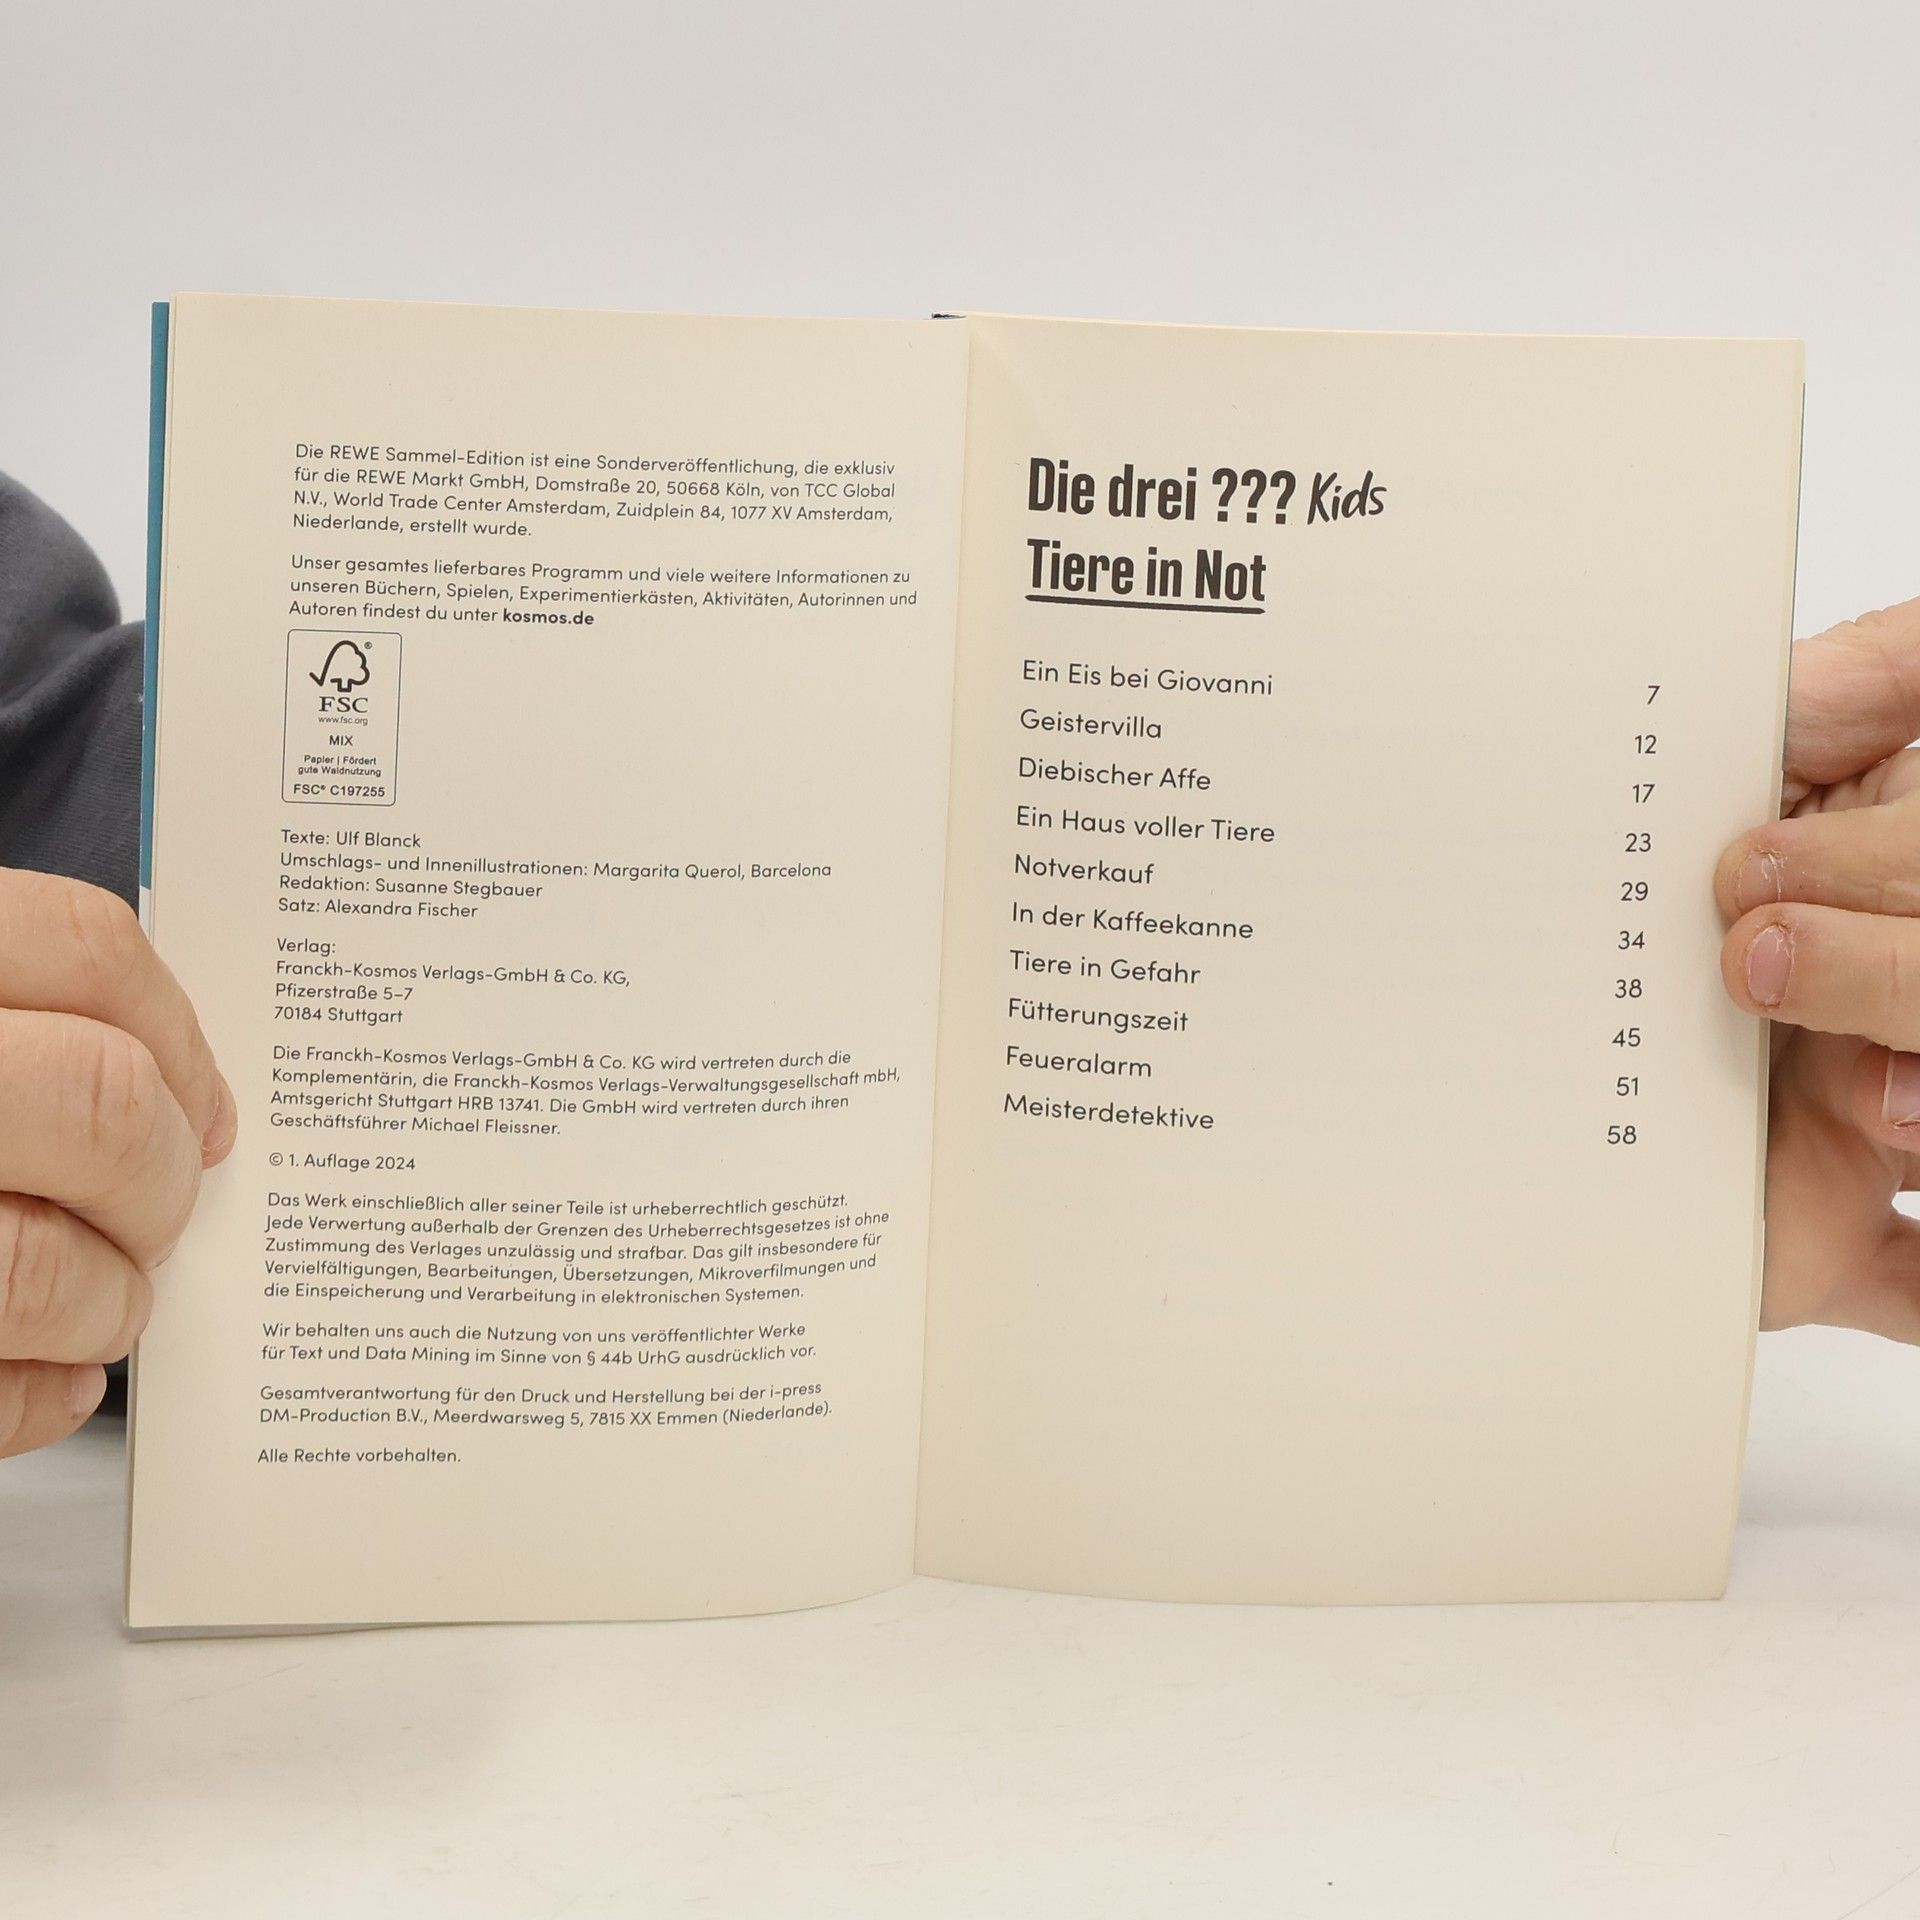 Die REWE Sammel-Edition ist eine Sonderveröffentlichung, die exklusiv
für die REWE Markt GmbH, Domstraße 20, 50668 Köln, von TCC Global
N.V., World Trade Center Amsterdam, Zuidplein 84, 1077 XV Amsterdam,
Niederlande, erstellt wurde.
Unser gesamtes lieferbares Programm und viele weitere Informationen zu
unseren Büchern, Spielen, Experimentierkästen, Aktivitäten, Autorinnen und
Autoren findest du unter kosmos.de
®
FSC
www.fsc.org
MIX
Papier | Fördert
gute Waldnutzung
FSC® C197255
Texte: Ulf Blanck
Umschlags- und Innenillustrationen: Margarita Querol, Barcelona
Redaktion: Susanne Stegbauer
Satz: Alexandra Fischer
Verlag:
Franckh-Kosmos Verlags-GmbH & Co. KG,
Pfizerstraße 5–7
70184 Stuttgart
Die Franckh-Kosmos Verlags-GmbH & Co. KG wird vertreten durch die
Komplementärin, die Franckh-Kosmos Verlags-Verwaltungsgesellschaft mbH,
Amtsgericht Stuttgart HRB 13741. Die GmbH wird vertreten durch ihren
Geschäftsführer Michael Fleissner.
© 1. Auflage 2024
Das Werk einschließlich aller seiner Teile ist urheberrechtlich geschützt.
Jede Verwertung außerhalb der Grenzen des Urheberrechtsgesetzes ist ohne
Zustimmung des Verlages unzulässig und strafbar. Das gilt insbesondere für
Vervielfältigungen, Bearbeitungen, Übersetzungen, Mikroverfilmungen und
die Einspeicherung und Verarbeitung in elektronischen Systemen.
Wir behalten uns auch die Nutzung von uns veröffentlichter Werke
für Text und Data Mining im Sinne von § 44b UrhG ausdrücklich vor.
Gesamtverantwortung für den Druck und Herstellung bei der i-press
DM-Production B.V., Meerdwarsweg 5, 7815 XX Emmen (Niederlande).
Alle Rechte vorbehalten.
Die drei ??? Kids
Tiere in Not
Ein Eis bei Giovanni 7
Geistervilla 12
Diebischer Affe 17
Ein Haus voller Tiere 23
Notverkauf 29
In der Kaffeekanne 34
Tiere in Gefahr 38
Fütterungszeit 45
Feueralarm 51
Meisterdetektive 58